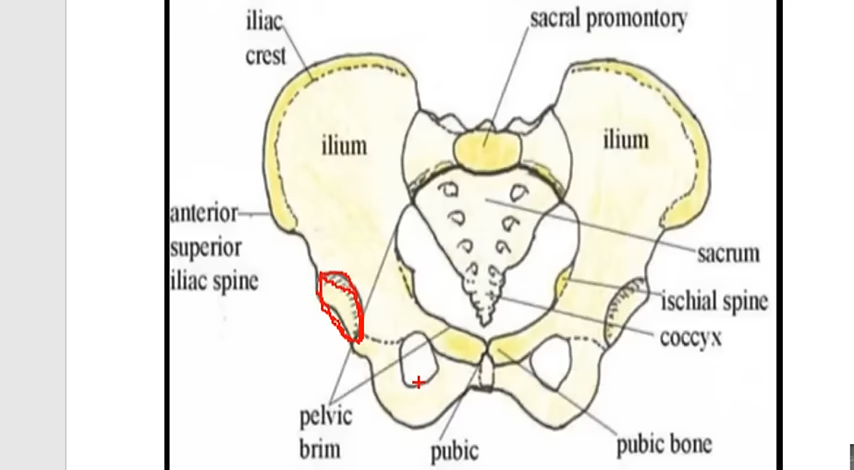 iliac
crest
sacral promontory
ilium
ilium
anterior
superior
iliac spine
sacrum
ischial spine
coccyx
pelvic
brim
pubic
pubic bone